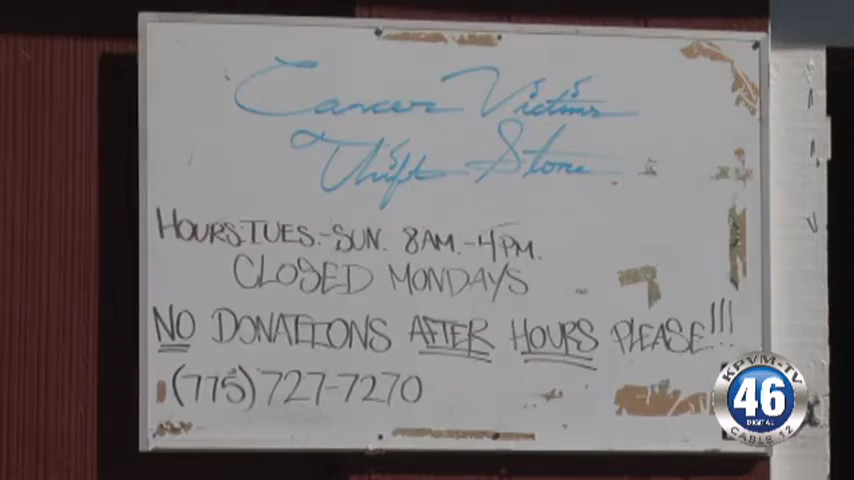 Cancer Victims
Thrift Store
HOURS.TUES.-SUN. 8AM.-4PM.
CLOSED MONDAYS
NO DONATIONS AFTER HOURS PLEASE!!!
(775) 727-7270
KPVM-TV
46
DIGITAL
CABLE 12